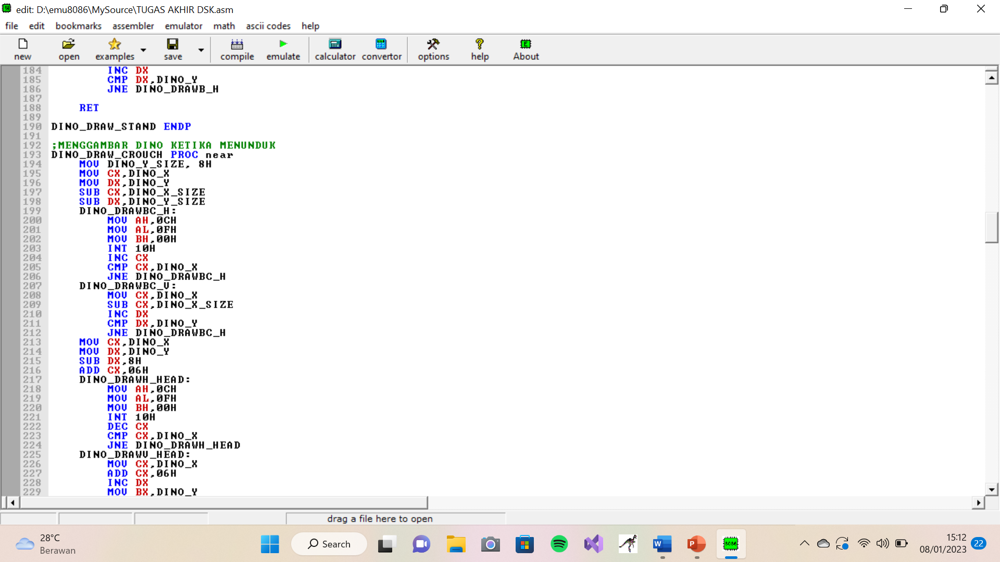 edit: D:\emu8086\MySource\TUGAS AKHIR DSK.asm
file edit bookmarks assembler emulator math ascii codes help
new open examples save compile emulate calculator convertor options help About
184 INC DX
185 CMP DX,DINO_Y
186 JNE DINO_DRAWB_H
187
188 RET
189
190 DINO_DRAW_STAND ENDP
191
192 ;MENGGAMBAR DINO KETIKA MENUNDUK
193 DINO_DRAW_CROUCH PROC near
194 MOV DINO_Y_SIZE, 8H
195 MOV CX,DINO_X
196 MOV DX,DINO_Y
197 SUB CX,DINO_X_SIZE
198 SUB DX,DINO_Y_SIZE
199 DINO_DRAWBC_H:
200 MOV AH,0CH
201 MOV AL,0FH
202 MOV BH,00H
203 INT 10H
204 INC CX
205 CMP CX,DINO_X
206 JNE DINO_DRAWBC_H
207 DINO_DRAWBC_V:
208 MOV CX,DINO_X
209 SUB CX,DINO_X_SIZE
210 INC DX
211 CMP DX,DINO_Y
212 JNE DINO_DRAWBC_H
213 MOV CX,DINO_X
214 MOV DX,DINO_Y
215 SUB DX,8H
216 ADD CX,06H
217 DINO_DRAWH_HEAD:
218 MOV AH,0CH
219 MOV AL,0FH
220 MOV BH,00H
221 INT 10H
222 DEC CX
223 CMP CX,DINO_X
224 JNE DINO_DRAWH_HEAD
225 DINO_DRAWV_HEAD:
226 MOV CX,DINO_X
227 ADD CX,06H
228 INC DX
229 MOV BX,DINO_Y
drag a file here to open
28°C
Berawan
Search
8086
15:12
08/01/2023
22